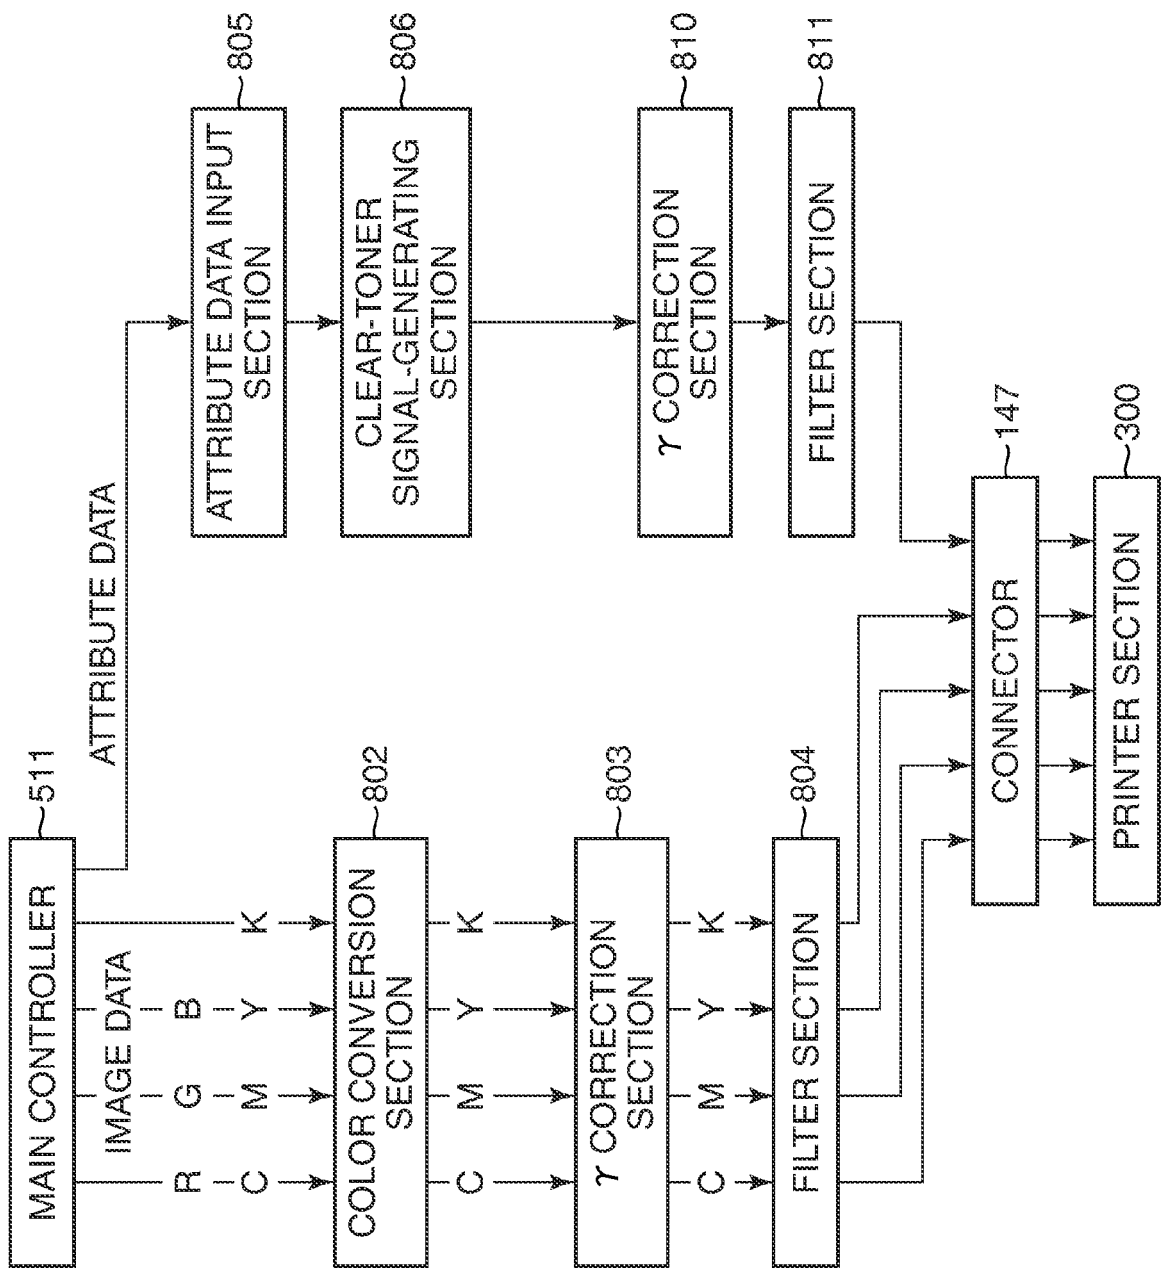 MAIN CONTROLLER
511
IMAGE DATA
ATTRIBUTE DATA
R G B
C M Y K
COLOR CONVERSION
SECTION
802
C M Y K
γ CORRECTION
SECTION
803
C M Y K
FILTER SECTION
804
ATTRIBUTE DATA INPUT
SECTION
805
CLEAR-TONER
SIGNAL-GENERATING
SECTION
806
γ CORRECTION
SECTION
810
FILTER SECTION
811
CONNECTOR
147
PRINTER SECTION
300